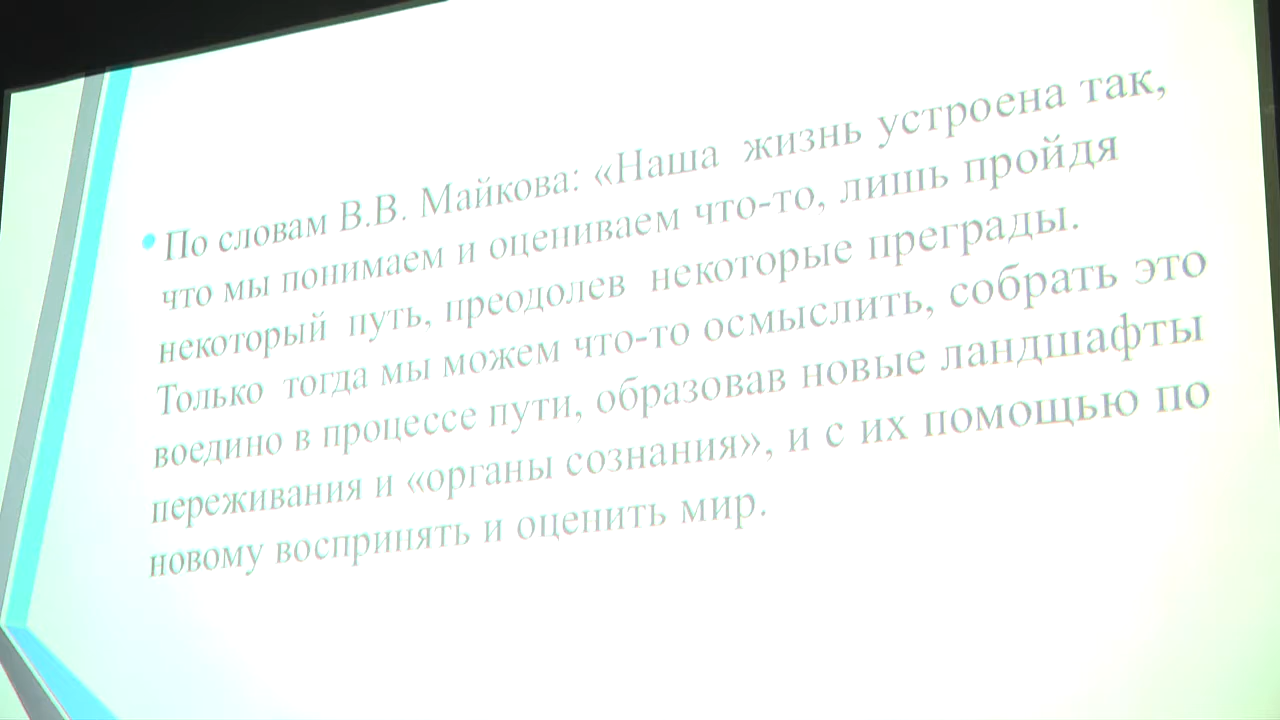 По словам В.В. Майкова: «Наша жизнь устроена так,
что мы понимаем и оцениваем что-то, лишь пройдя
некоторый путь, преодолев некоторые преграды.
Только тогда мы можем что-то осмыслить, собрать это
воедино в процессе пути, образовав новые ландшафты
переживания и «органы сознания», и с их помощью по
новому воспринять и оценить мир.